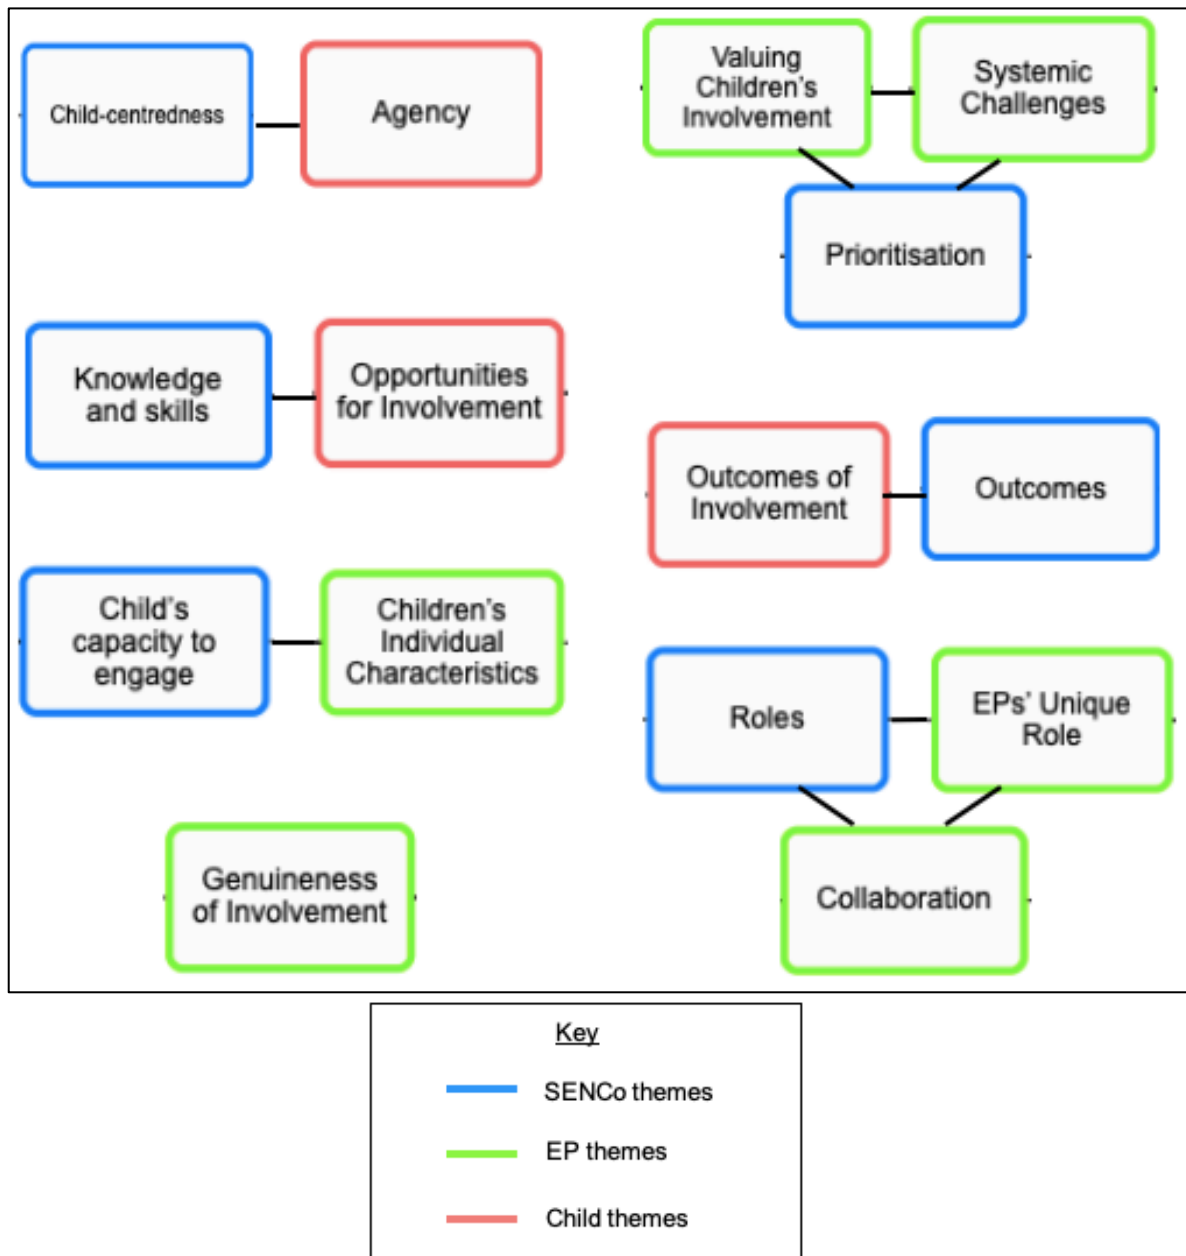 Child-centredness
Agency
Valuing
Children's
Involvement
Systemic
Challenges
Prioritisation
Knowledge
and skills
Opportunities
for Involvement
Outcomes of
Involvement
Outcomes
Child's
capacity to
engage
Children's
Individual
Characteristics
Roles
EPs' Unique
Role
Genuineness
of Involvement
Collaboration
Key
SENCo themes
EP themes
Child themes